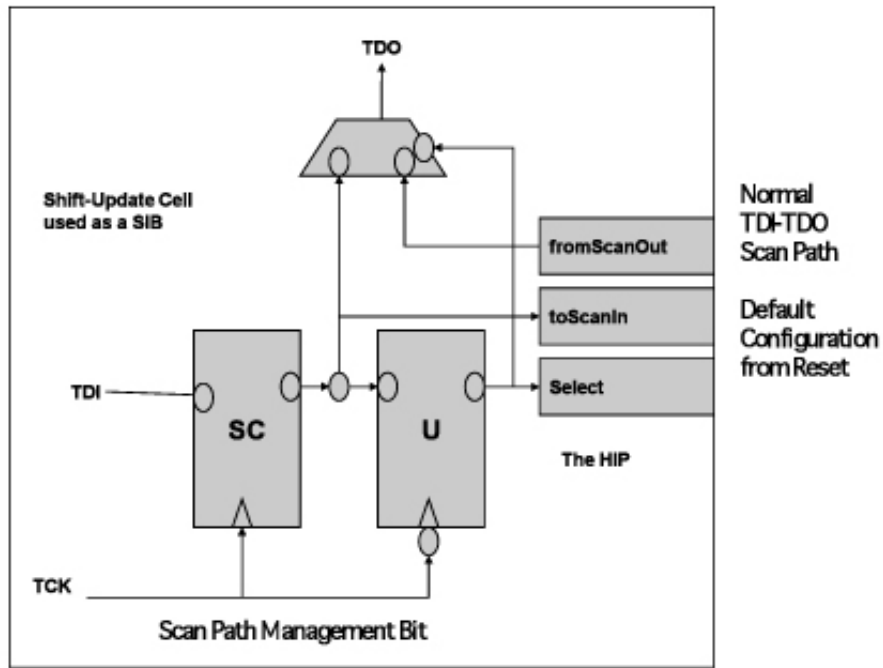 TDO
Shift-Update Cell
used as a SIB
Normal
TDI-TDO
Scan Path
fromScanOut
toScanIn
Default
Configuration
from Reset
TDI
SC
U
Select
The HIP
TCK
Scan Path Management Bit